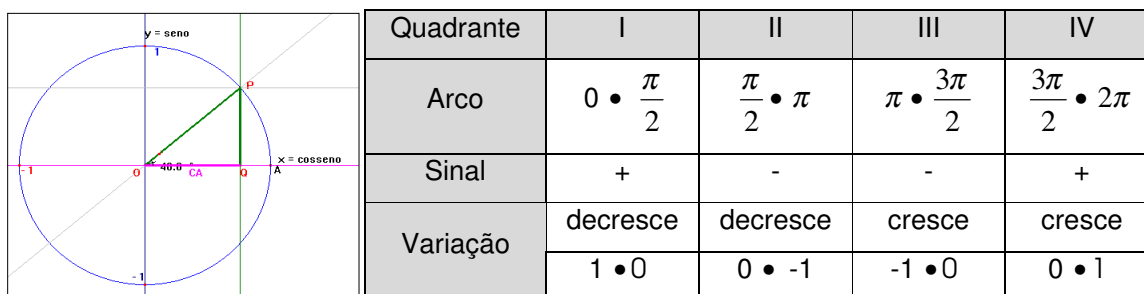 y = seno
1
P
x = cosseno
-1
O
40.0 °
CA
Q
A
-1
Quadrante I II III IV
Arco 0 • π/2 π/2 • π π • 3π/2 3π/2 • 2π
Sinal + - - +
Variação decresce decresce cresce cresce
1 • 0 0 • -1 -1 • 0 0 • 1